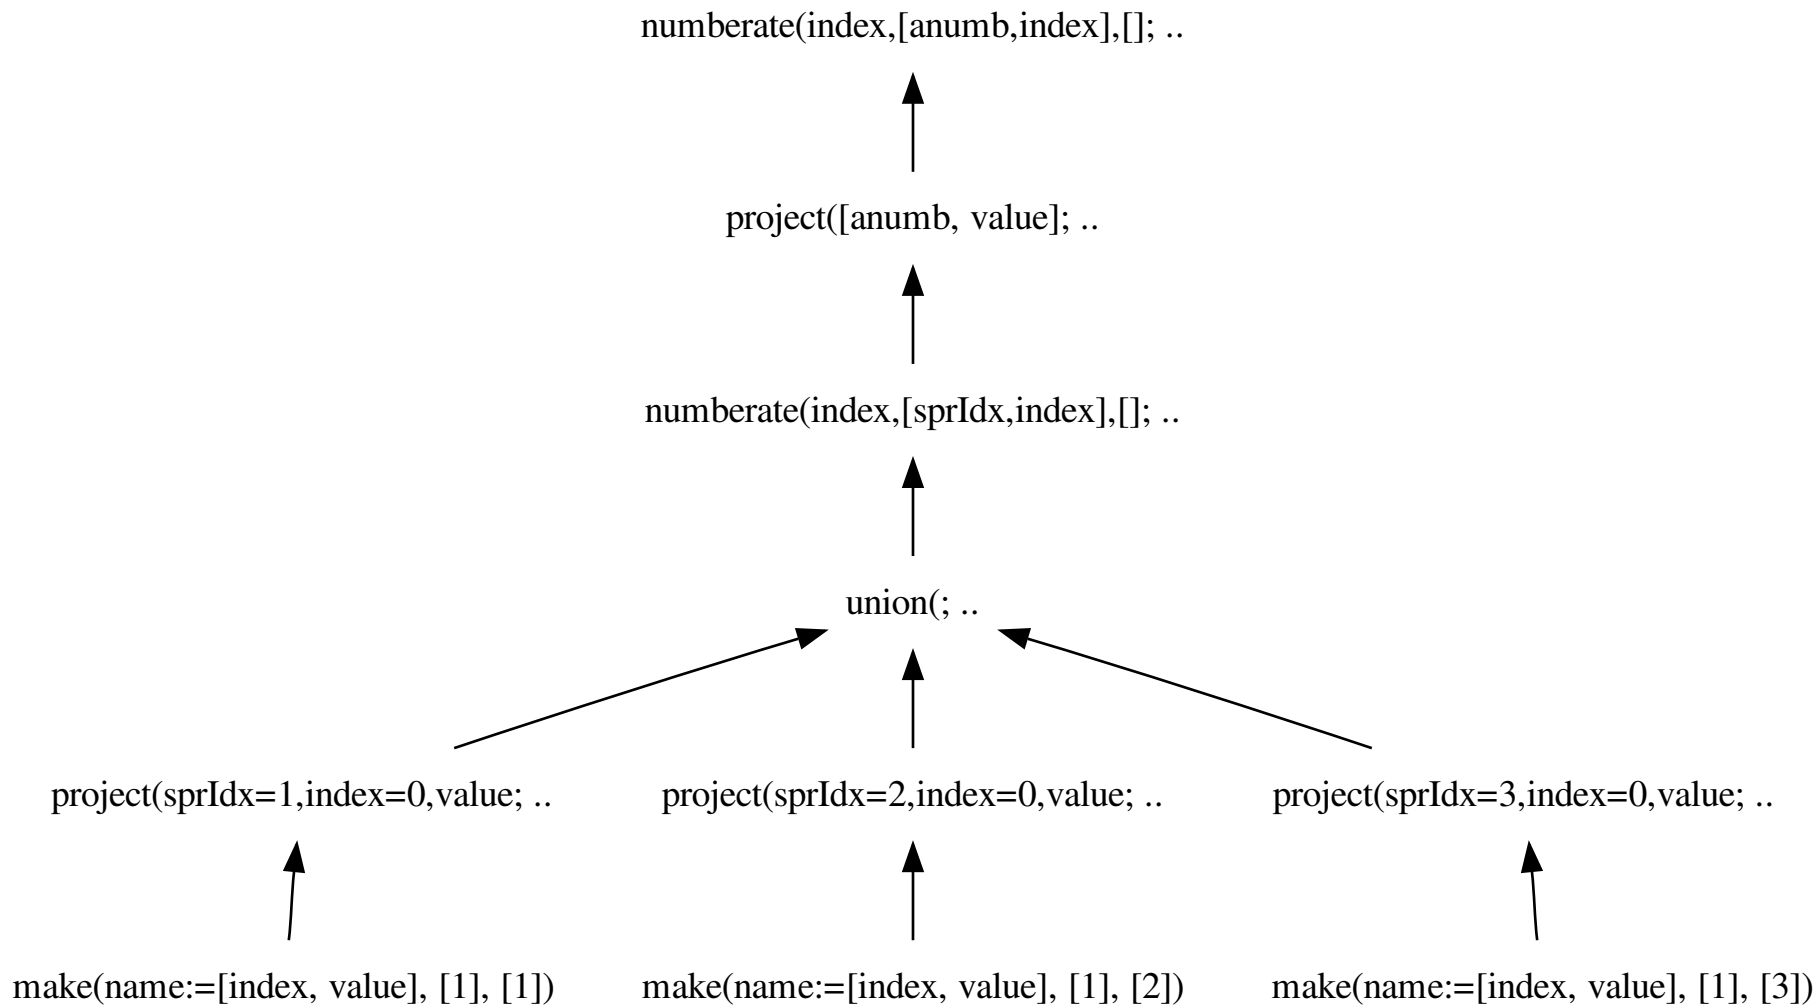 numberate(index,[anumb,index],[]; ..
project([anumb, value]; ..
numberate(index,[sprIdx,index],[]; ..
union(; ..
project(sprIdx=1,index=0,value; ..
project(sprIdx=2,index=0,value; ..
project(sprIdx=3,index=0,value; ..
make(name:=[index, value], [1], [1])
make(name:=[index, value], [1], [2])
make(name:=[index, value], [1], [3])